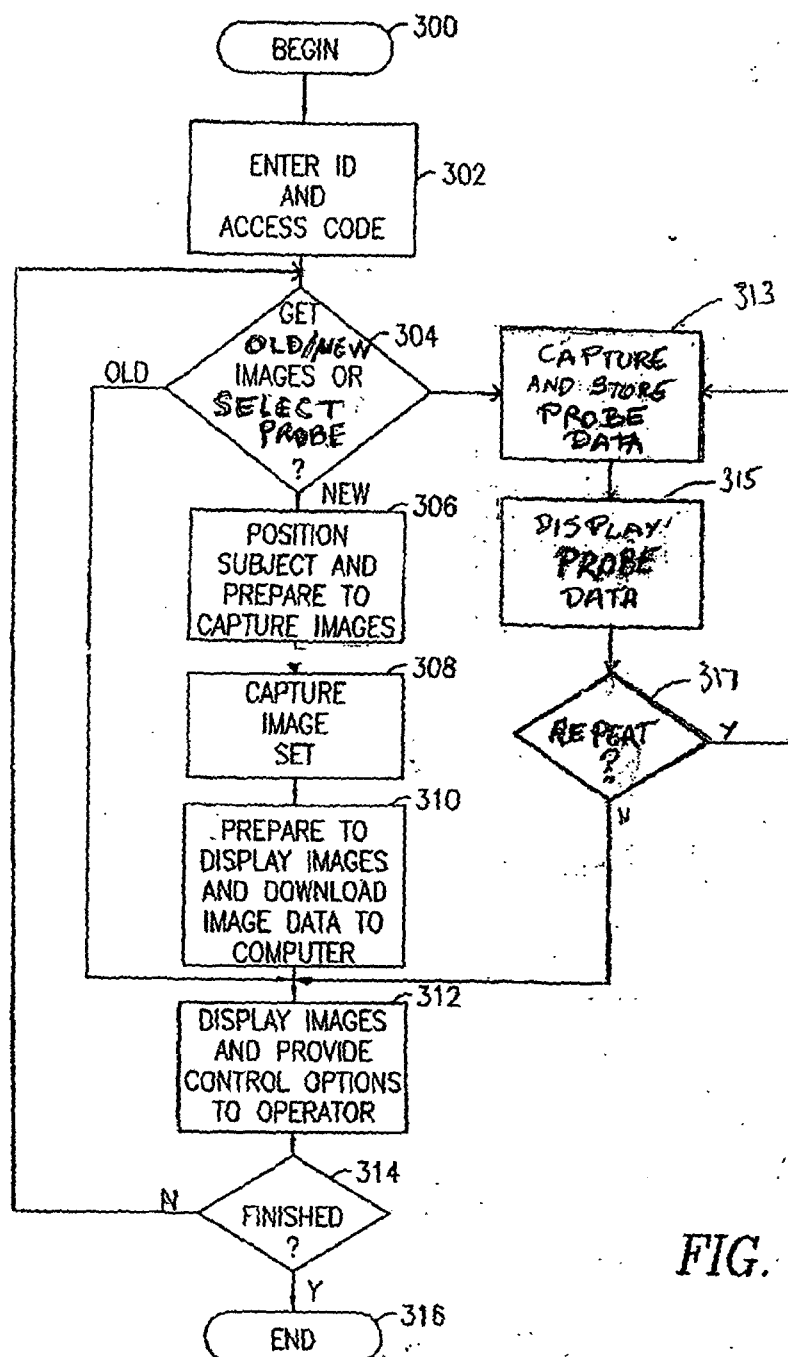 300
BEGIN
302
ENTER ID
AND
ACCESS CODE
304
GET
OLD/NEW
IMAGES OR
SELECT
PROBE
?
OLD
NEW
313
CAPTURE
AND STORE
PROBE
DATA
306
POSITION
SUBJECT AND
PREPARE TO
CAPTURE IMAGES
315
DISPLAY
PROBE
DATA
308
CAPTURE
IMAGE
SET
317
REPEAT
?
Y
N
310
PREPARE TO
DISPLAY IMAGES
AND DOWNLOAD
IMAGE DATA TO
COMPUTER
312
DISPLAY IMAGES
AND PROVIDE
CONTROL OPTIONS
TO OPERATOR
314
FINISHED
?
N
Y
316
END
FIG.